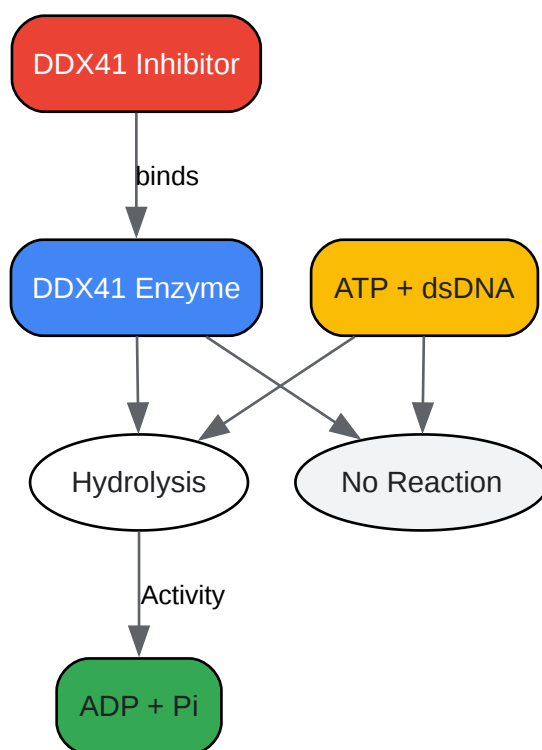 DDX41 Inhibitor
binds
DDX41 Enzyme
ATP + dsDNA
Hydrolysis
No Reaction
Activity
ADP + Pi